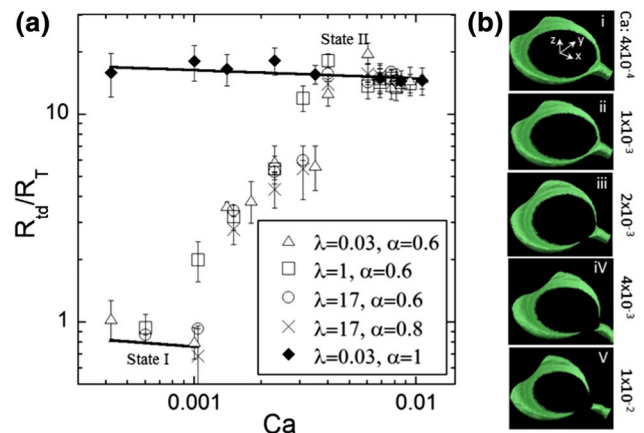 (a)
R_td/R_T
10
1
State II
State I
λ=0.03, α=0.6
λ=1, α=0.6
λ=17, α=0.6
λ=17, α=0.8
λ=0.03, α=1
0.001
0.01
Ca
(b)
i
z
y
x
ii
iii
iV
V
Ca: 4x10⁻⁴
1x10⁻³
2x10⁻³
4x10⁻³
1x10⁻²